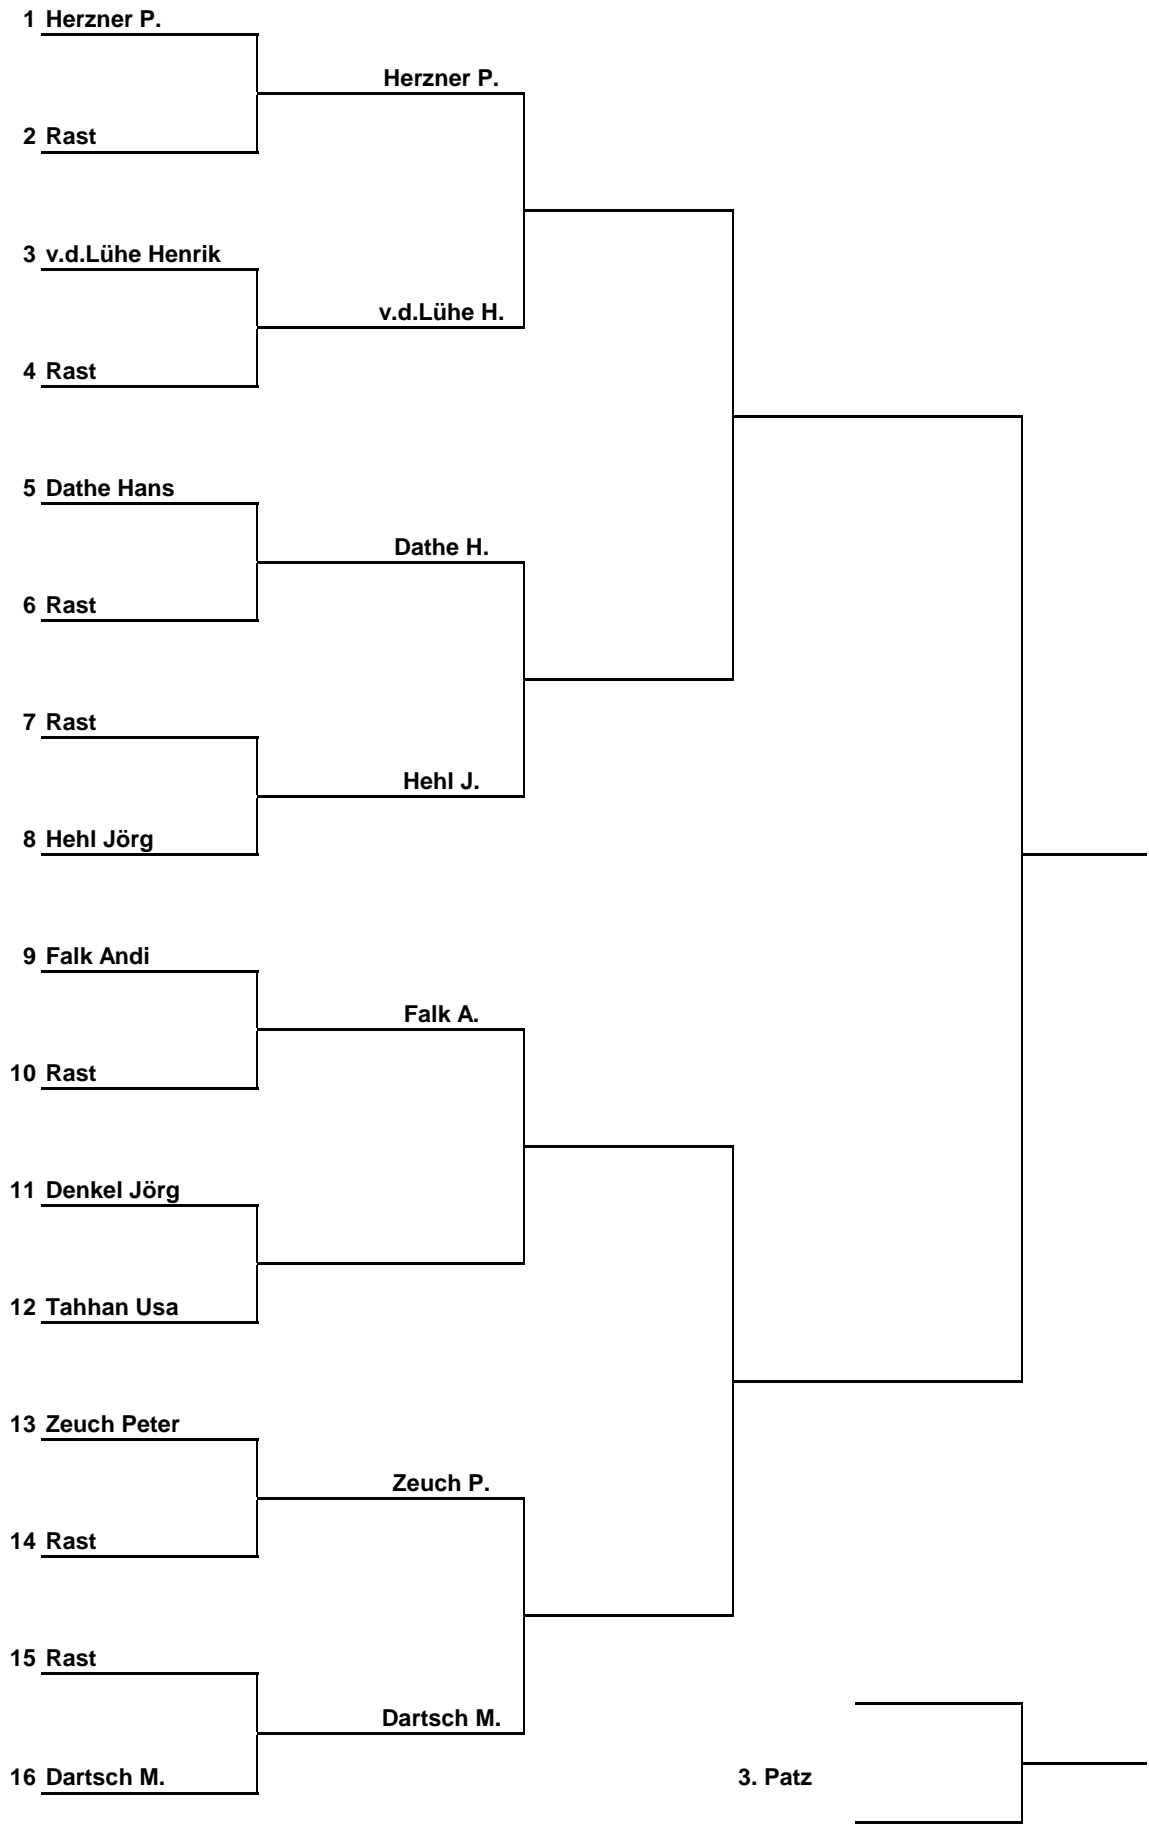 1 Herzner P.
Herzner P.
2 Rast
3 v.d.Lühe Henrik
v.d.Lühe H.
4 Rast
5 Dathe Hans
Dathe H.
6 Rast
7 Rast
Hehl J.
8 Hehl Jörg
9 Falk Andi
Falk A.
10 Rast
11 Denkel Jörg
12 Tahhan Usa
13 Zeuch Peter
Zeuch P.
14 Rast
15 Rast
Dartsch M.
16 Dartsch M.
3. Patz